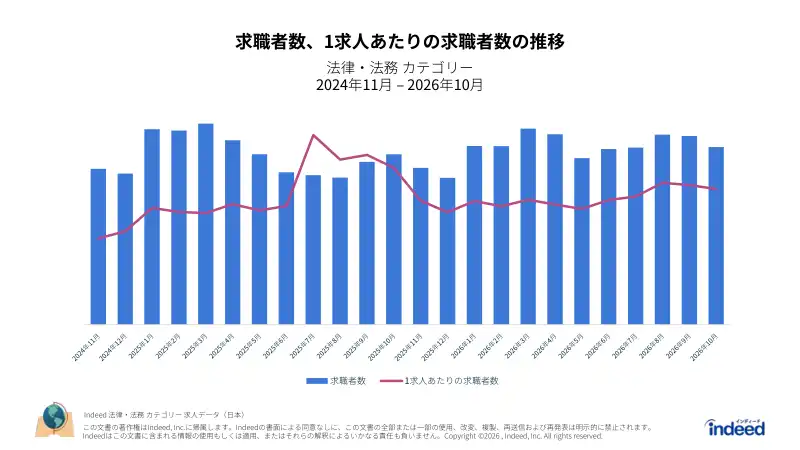 求職者数、1求人あたりの求職者数の推移
法律・法務 カテゴリー
2024年11月 – 2026年10月
2024年11月
2024年12月
2025年1月
2025年2月
2025年3月
2025年4月
2025年5月
2025年6月
2025年7月
2025年8月
2025年9月
2025年10月
2025年11月
2025年12月
2026年1月
2026年2月
2026年3月
2026年4月
2026年5月
2026年6月
2026年7月
2026年8月
2026年9月
2026年10月
求職者数
1求人あたりの求職者数
Indeed 法律・法務 カテゴリー 求人データ（日本）
この文書の著作権はIndeed, Inc.に帰属します。Indeedの書面による同意なしに、この文書の全部または一部の使用、改変、複製、再送信および再発表は明示的に禁止されます。
Indeedはこの文書に含まれる情報の使用もしくは適用、またはそれらの解釈によるいかなる責任も負いません。Copyright ©2026 , Indeed, Inc. All rights reserved.
インディード
indeed